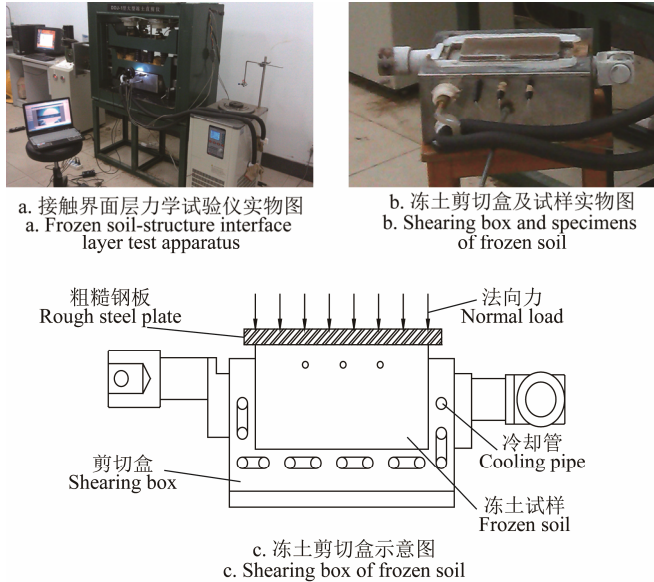 a. 接触界面层力学试验仪实物图
a. Frozen soil-structure interface
layer test apparatus
b. 冻土剪切盒及试样实物图
b. Shearing box and specimens
of frozen soil
粗糙钢板
Rough steel plate
法向力
Normal load
冷却管
Cooling pipe
剪切盒
Shearing box
冻土试样
Frozen soil
c. 冻土剪切盒示意图
c. Shearing box of frozen soil